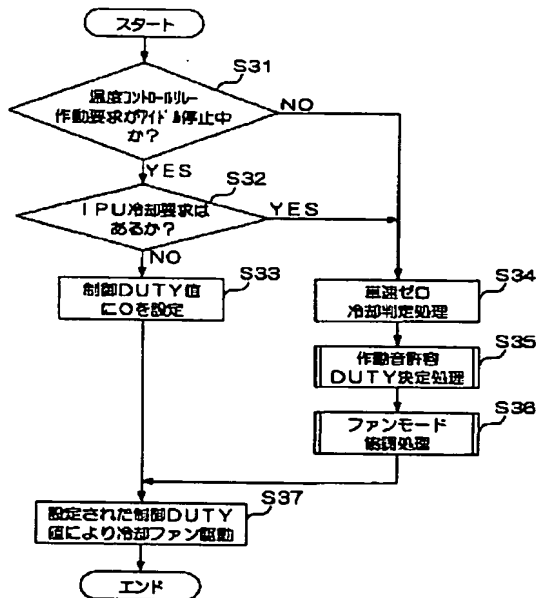 スタート
S31
温度コントロールリレー
作動要求がアイドル停止中
か?
NO
YES
S32
IPU冷却要求は
あるか?
YES
NO
S33
制御DUTY値
に0を設定
S34
車速ゼロ
冷却判定処理
S35
作動音許容
DUTY決定処理
S36
ファンモード
S37
設定された制御DUTY
値により冷却ファン駆動
エンド